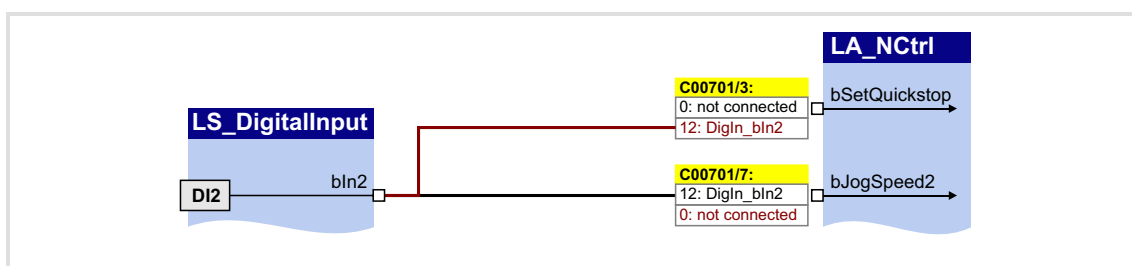 LA_NCtrl
C00701/3:
0: not connected
12: DigIn_bIn2
bSetQuickstop
LS_DigitalInput
DI2
bIn2
C00701/7:
12: DigIn_bIn2
0: not connected
bJogSpeed2